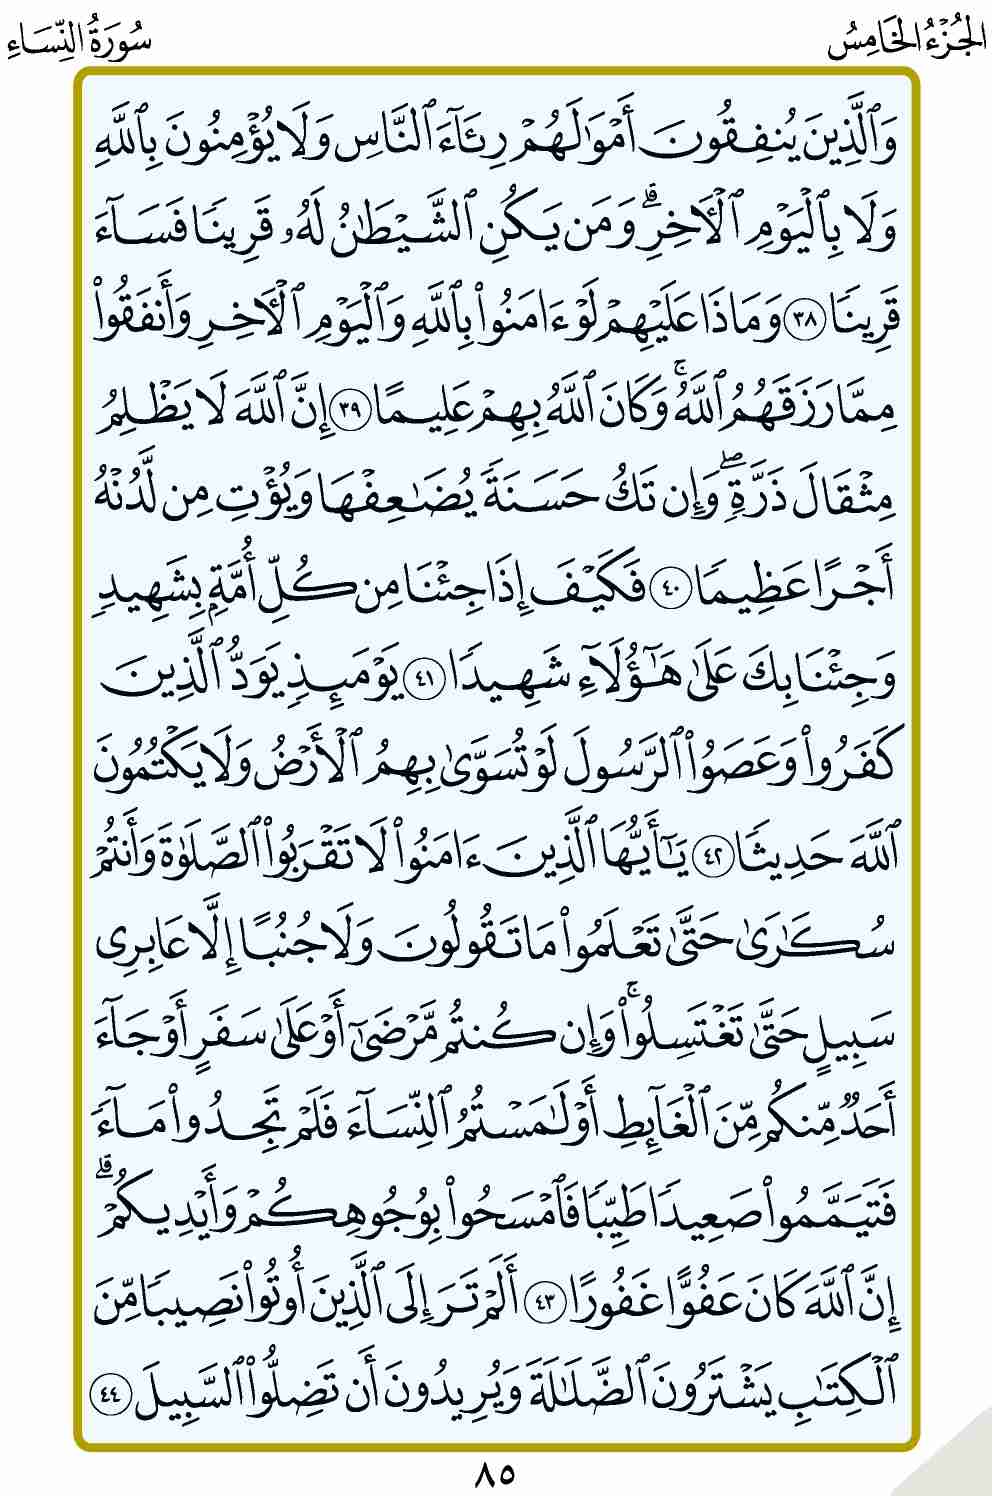 الجُزْءُ الخَامِسُ
سُورَةُ النِّسَاءِ
وَٱلَّذِينَ يُنفِقُونَ أَمْوَٰلَهُمْ رِئَآءَ ٱلنَّاسِ وَلَا يُؤْمِنُونَ بِٱللَّهِ
وَلَا بِٱلْيَوْمِ ٱلْأَخِرِ ۗ وَمَن يَكُنِ ٱلشَّيْطَٰنُ لَهُۥ قَرِينًا فَسَآءَ
قَرِينًا ٣٨ وَمَاذَا عَلَيْهِمْ لَوْ ءَامَنُوا۟ بِٱللَّهِ وَٱلْيَوْمِ ٱلْأَخِرِ وَأَنفَقُوا۟
مِمَّا رَزَقَهُمُ ٱللَّهُ ۚ وَكَانَ ٱللَّهُ بِهِمْ عَلِيمًا ٣٩ إِنَّ ٱللَّهَ لَا يَظْلِمُ
مِثْقَالَ ذَرَّةٍ ۖ وَإِن تَكُ حَسَنَةً يُضَٰعِفْهَا وَيُؤْتِ مِن لَّدُنْهُ
أَجْرًا عَظِيمًا ٤٠ فَكَيْفَ إِذَا جِئْنَا مِن كُلِّ أُمَّةٍۭ بِشَهِيدٍ
وَجِئْنَا بِكَ عَلَىٰ هَٰٓؤُلَآءِ شَهِيدًا ٤١ يَوْمَئِذٍ يَوَدُّ ٱلَّذِينَ
كَفَرُوا۟ وَعَصَوُا۟ ٱلرَّسُولَ لَوْ تُسَوَّىٰ بِهِمُ ٱلْأَرْضُ وَلَا يَكْتُمُونَ
ٱللَّهَ حَدِيثًا ٤٢ يَٰٓأَيُّهَا ٱلَّذِينَ ءَامَنُوا۟ لَا تَقْرَبُوا۟ ٱلصَّلَوٰةَ وَأَنتُمْ
سُكَٰرَىٰ حَتَّىٰ تَعْلَمُوا۟ مَا تَقُولُونَ وَلَا جُنُبًا إِلَّا عَابِرِى
سَبِيلٍ حَتَّىٰ تَغْتَسِلُوا۟ ۚ وَإِن كُنتُم مَّرْضَىٰٓ أَوْ عَلَىٰ سَفَرٍ أَوْ جَآءَ
أَحَدٌ مِّنكُم مِّنَ ٱلْغَآئِطِ أَوْ لَٰمَسْتُمُ ٱلنِّسَآءَ فَلَمْ تَجِدُوا۟ مَآءً
فَتَيَمَّمُوا۟ صَعِيدًا طَيِّبًا فَٱمْسَحُوا۟ بِوُجُوهِكُمْ وَأَيْدِيكُمْ ۗ
إِنَّ ٱللَّهَ كَانَ عَفُوًّا غَفُورًا ٤٣ أَلَمْ تَرَ إِلَى ٱلَّذِينَ أُوتُوا۟ نَصِيبًا مِّنَ
ٱلْكِتَٰبِ يَشْتَرُونَ ٱلضَّلَٰلَةَ وَيُرِيدُونَ أَن تَضِلُّوا۟ ٱلسَّبِيلَ ٤٤
٨٥